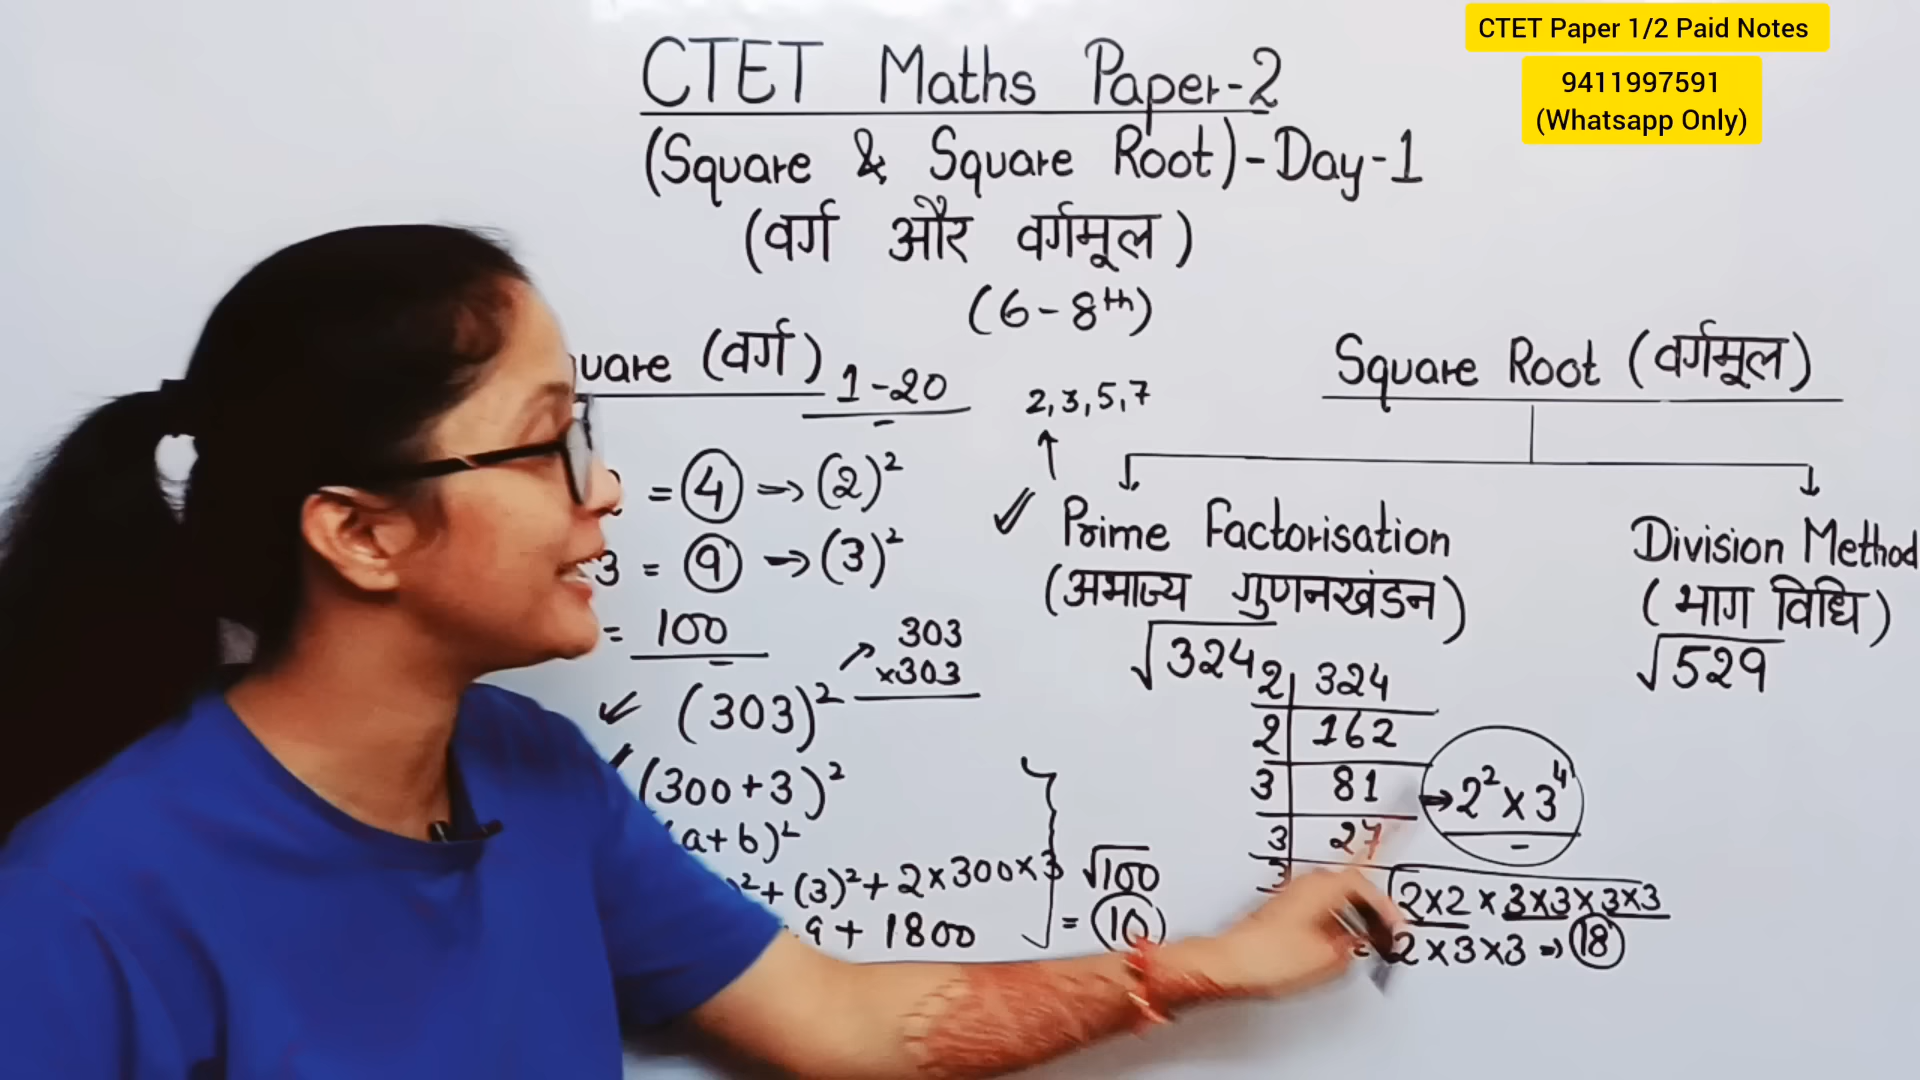 CTET Paper 1/2 Paid Notes
9411997591
(Whatsapp Only)
CTET Maths Paper-2
(Square & Square Root)-Day-1
(वर्ग और वर्गमूल)
(6-8th)
uare (वर्ग) 1-20
= 4 → (2)²
3 = 9 → (3)²
= 100
303
×303
(303)²
(300+3)²
a+b)²
²+(3)²+2×300×3
9+1800
√100
= 10
Square Root (वर्गमूल)
2,3,5,7
Prime Factorisation
(अभाज्य गुणनखंडन)
√324
2 324
2 162
3 81
3 27
3
→2²×3⁴
√2×2×3×3×3×3
= 2×3×3 → 18
Division Method
(भाग विधि)
√529